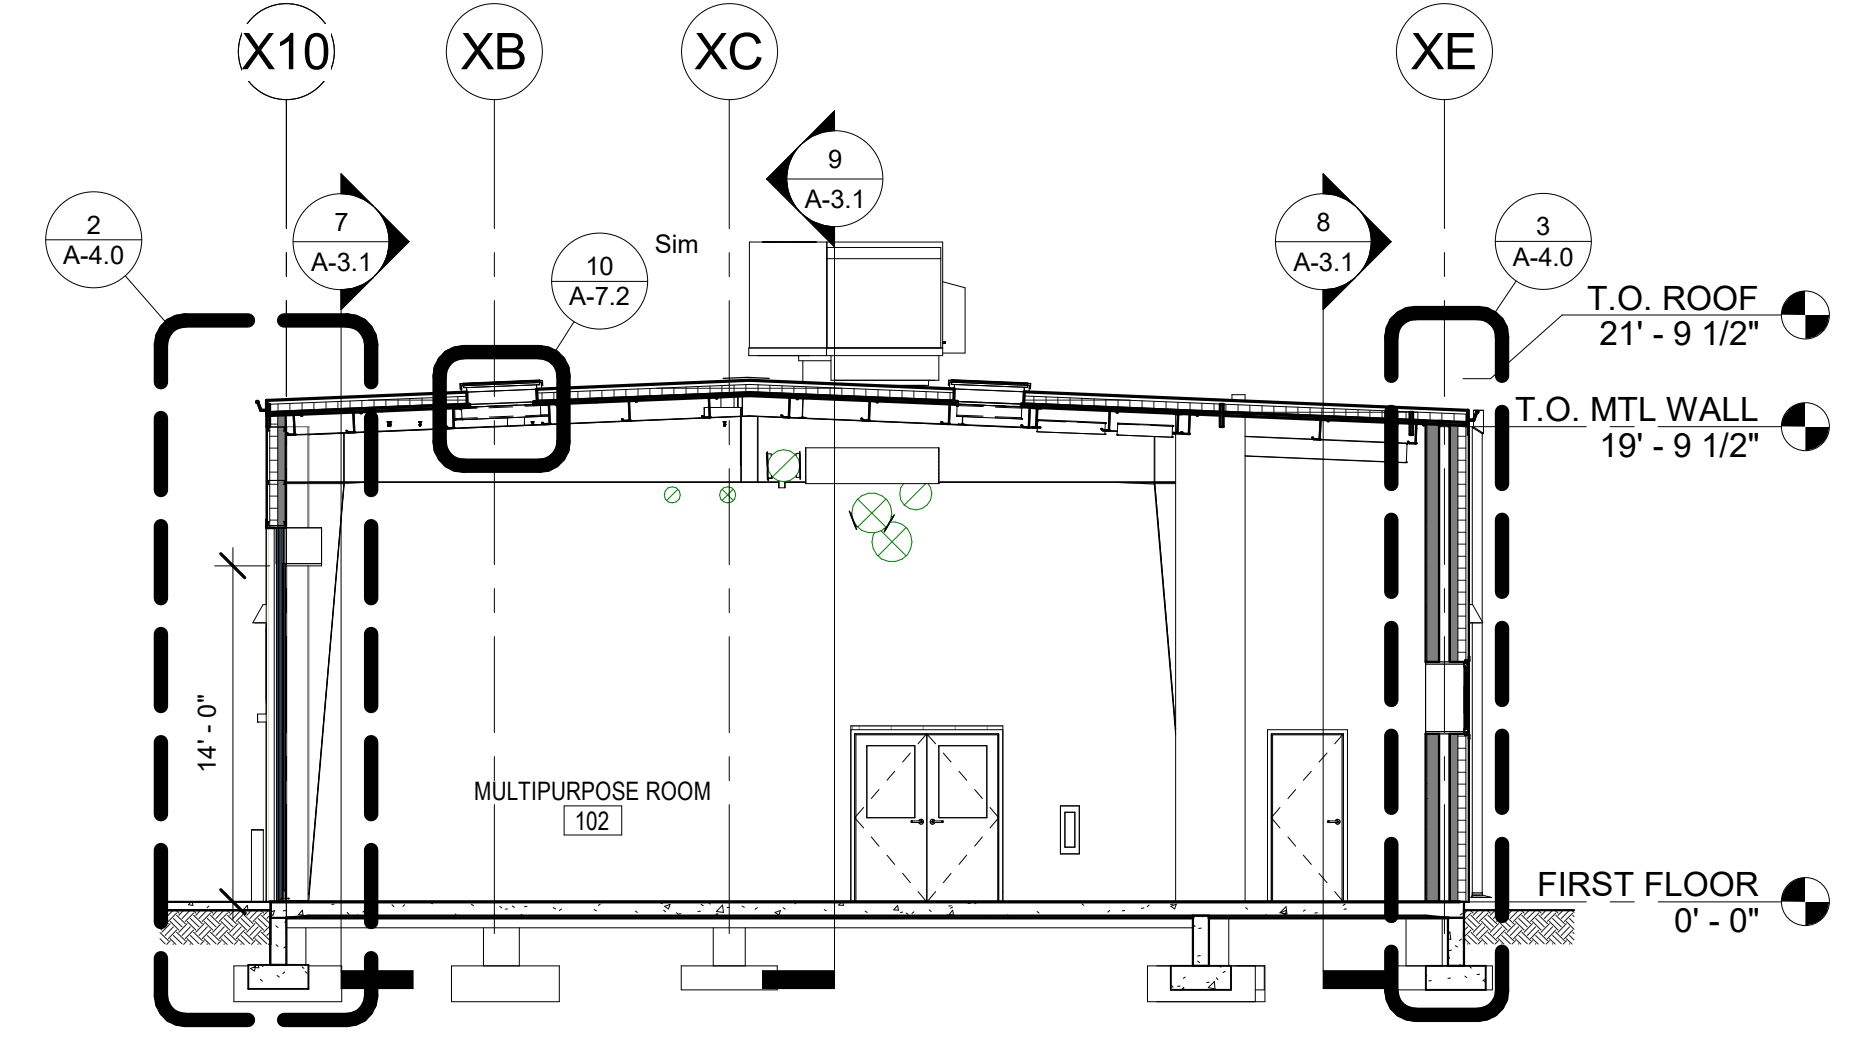 X10
XB
XC
XE
9
A-3.1
2
A-4.0
7
A-3.1
10
A-7.2
Sim
8
A-3.1
3
A-4.0
T.O. ROOF
21' - 9 1/2"
T.O. MTL WALL
19' - 9 1/2"
14' - 0"
MULTIPURPOSE ROOM
102
FIRST FLOOR
0' - 0"